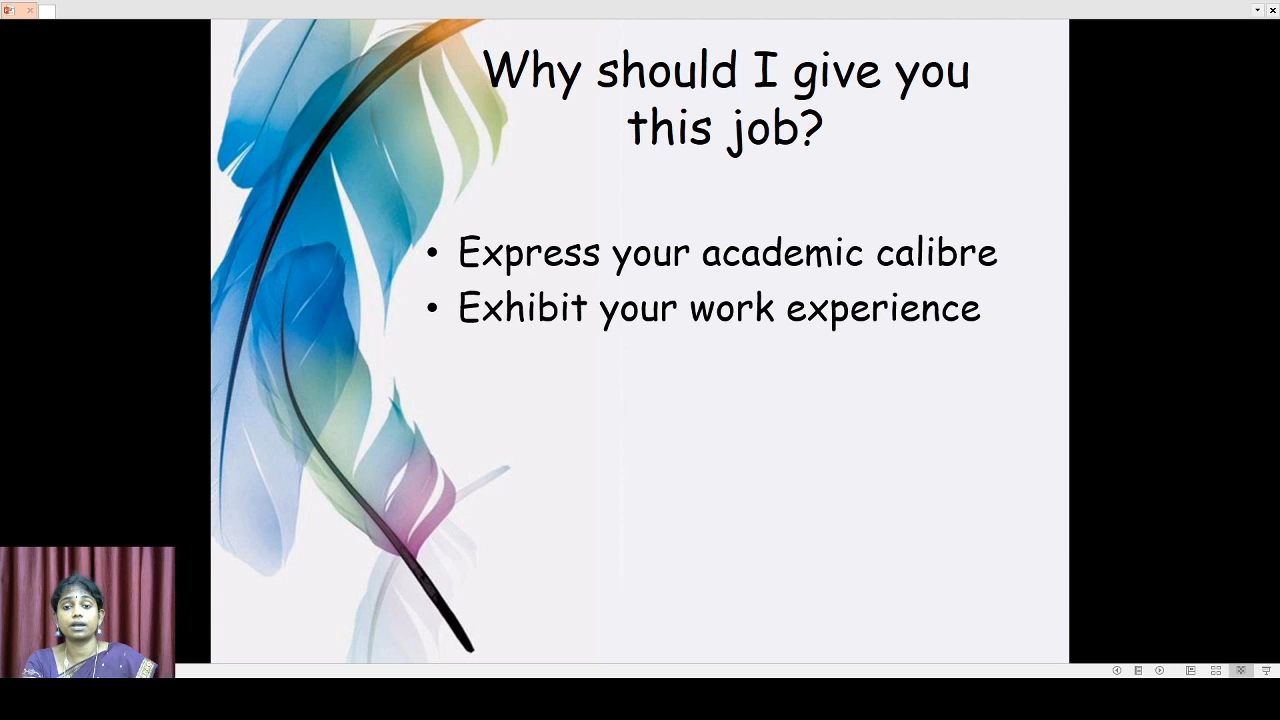 Why should I give you
this job?
• Express your academic calibre
• Exhibit your work experience